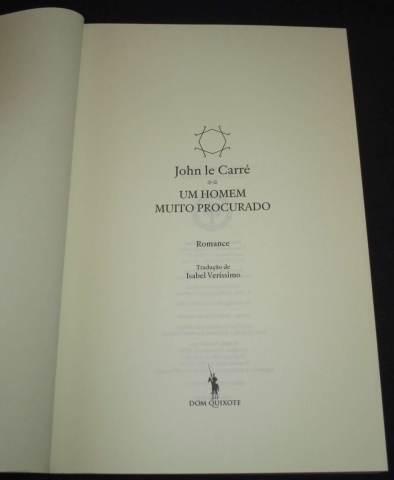 John le Carré
UM HOMEM
MUITO PROCURADO
Romance
Tradução de
Isabel Veríssimo
DOM QUIXOTE